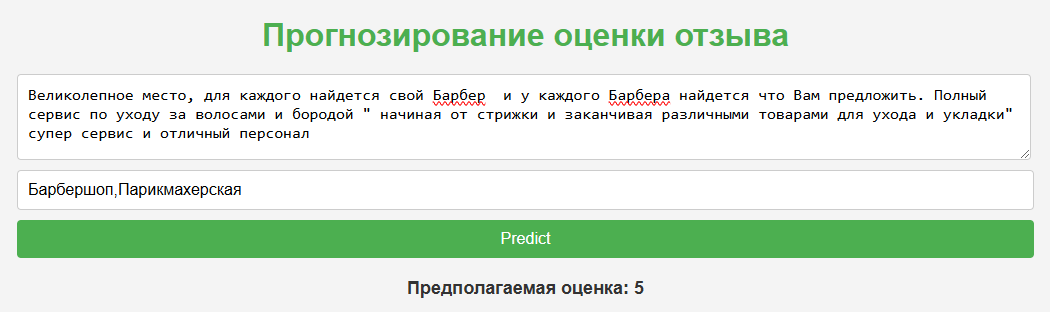 Прогнозирование оценки отзыва
Великолепное место, для каждого найдется свой Барбер  и у каждого Барбера найдется что Вам предложить. Полный
сервис по уходу за волосами и бородой " начиная от стрижки и заканчивая различными товарами для ухода и укладки"
супер сервис и отличный персонал
Барбершоп,Парикмахерская
Predict
Предполагаемая оценка: 5